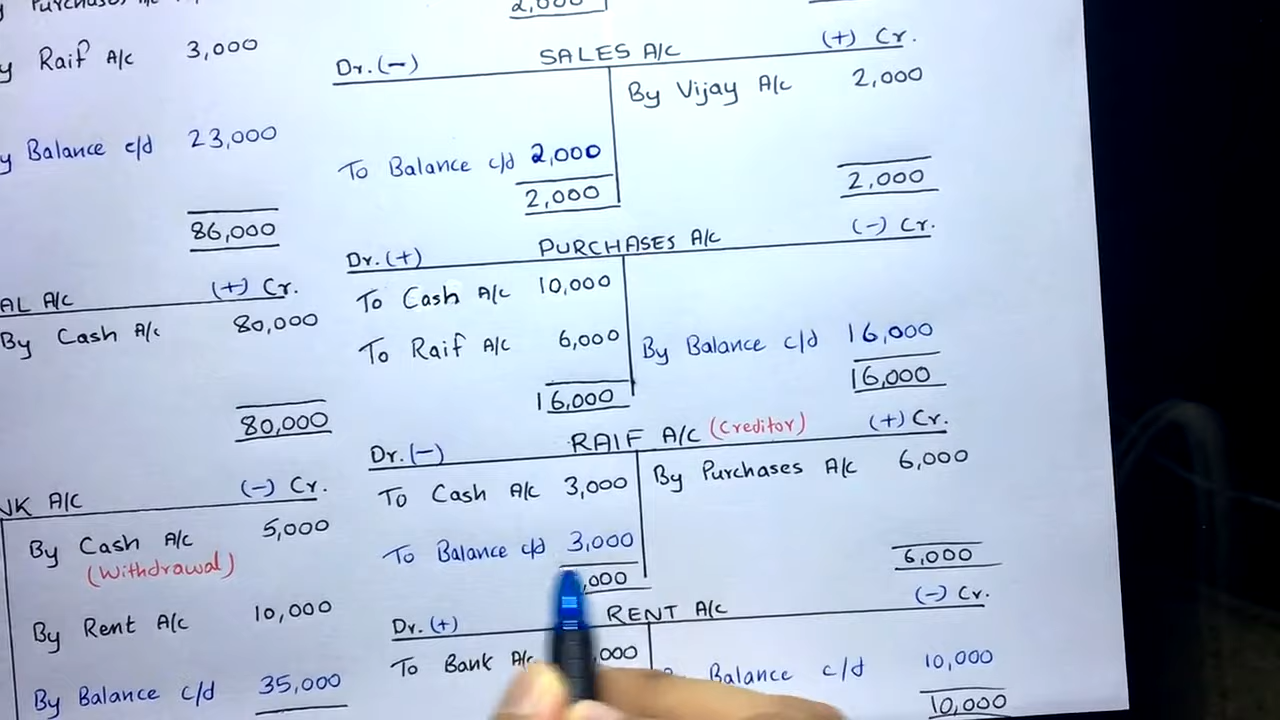 2,000
By Raif A/c 3,000
By Balance c/d 23,000
86,000
AL A/c (+) Cr.
By Cash A/c 80,000
80,000
NK A/c (-) Cr.
By Cash A/c 5,000
(Withdrawal)
By Rent A/c 10,000
By Balance c/d 35,000
Dr. (-) SALES A/c (+) Cr.
By Vijay A/c 2,000
To Balance c/d 2,000
2,000 2,000
Dr. (+) PURCHASES A/c (-) Cr.
To Cash A/c 10,000
To Raif A/c 6,000 By Balance c/d 16,000
16,000 16,000
Dr. (-) RAIF A/c (Creditor) (+) Cr.
To Cash A/c 3,000 By Purchases A/c 6,000
To Balance c/d 3,000
,000 6,000
Dr. (+) RENT A/c (-) Cr.
To Bank A/c ,000 Balance c/d 10,000
10,000